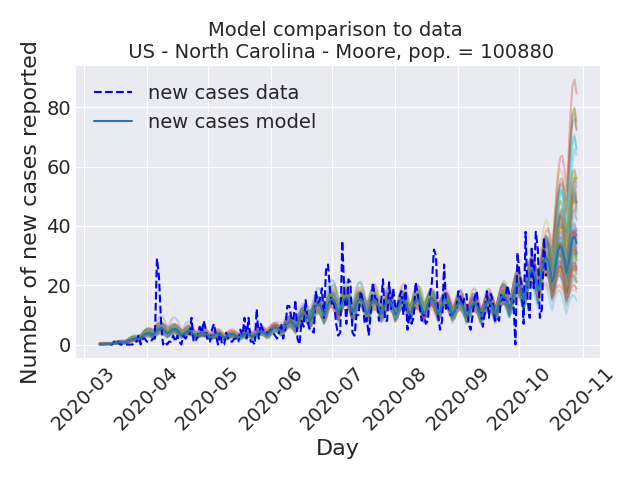 Model comparison to data
US - North Carolina - Moore, pop. = 100880
Number of new cases reported
80
60
40
20
0
new cases data
new cases model
2020-03
2020-04
2020-05
2020-06
2020-07
2020-08
2020-09
2020-10
2020-11
Day